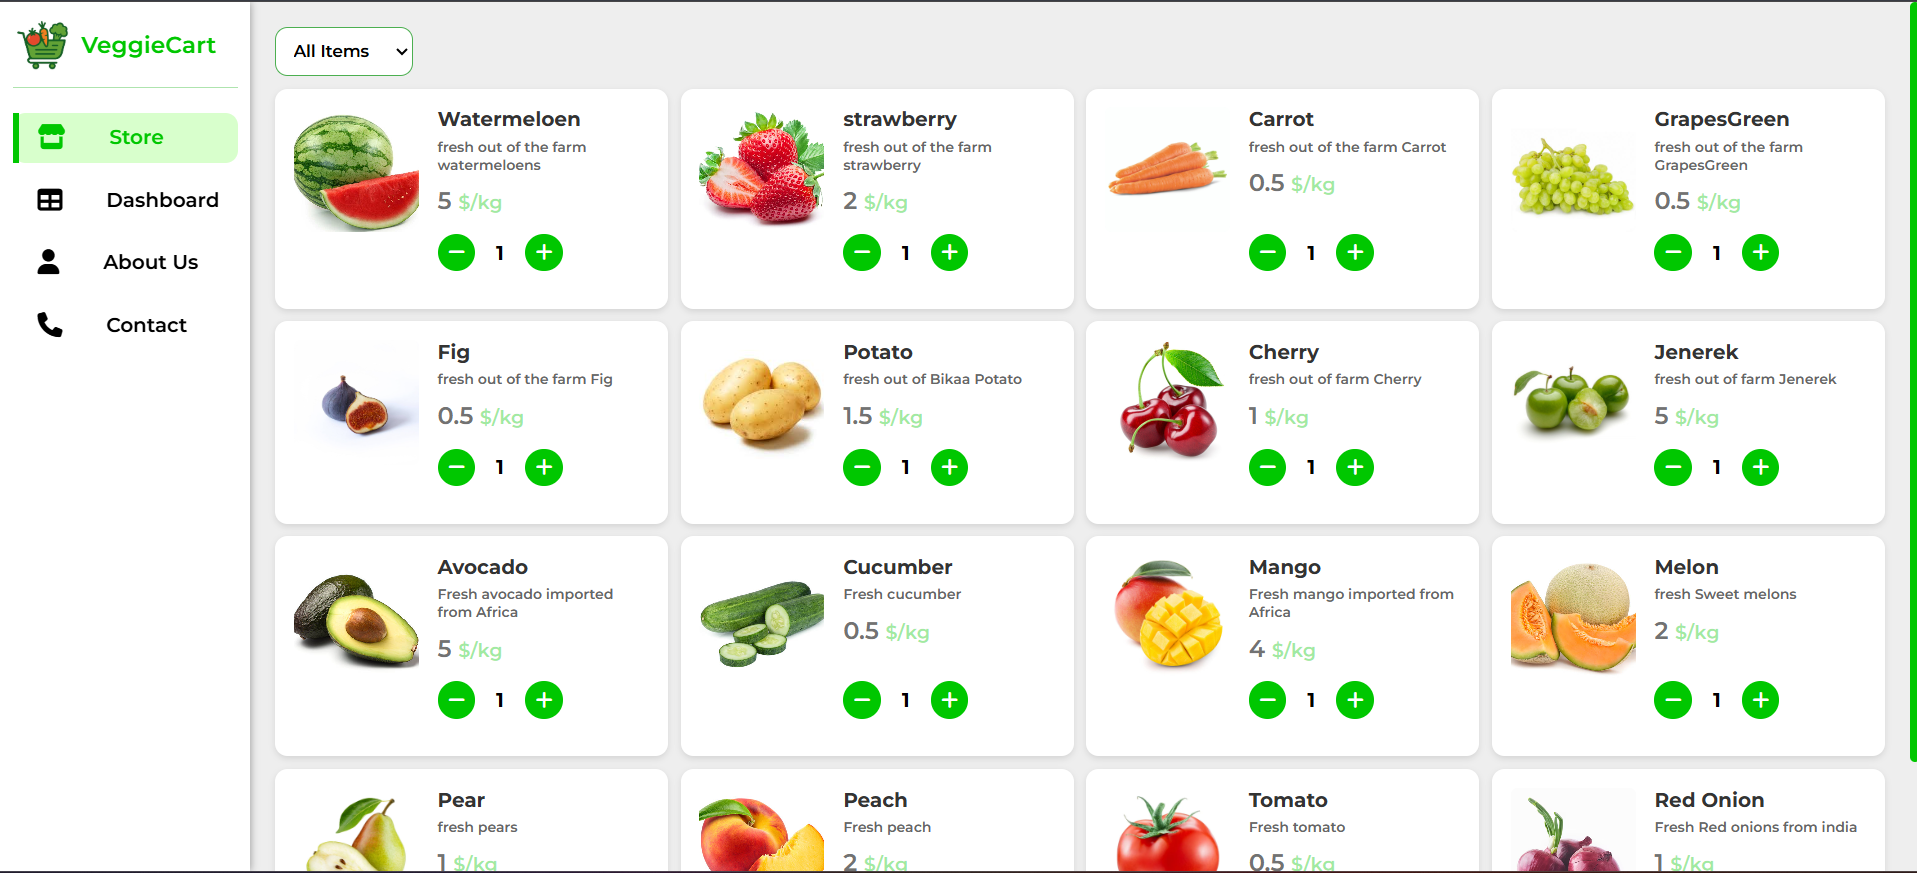 VeggieCart
Store
Dashboard
About Us
Contact
All Items
Watermeloen
fresh out of the farm
watermeloens
5 $/kg
1
strawberry
fresh out of the farm
strawberry
2 $/kg
1
Carrot
fresh out of the farm Carrot
0.5 $/kg
1
GrapesGreen
fresh out of the farm
GrapesGreen
0.5 $/kg
1
Fig
fresh out of the farm Fig
0.5 $/kg
1
Potato
fresh out of Bikaa Potato
1.5 $/kg
1
Cherry
fresh out of farm Cherry
1 $/kg
1
Jenerek
fresh out of farm Jenerek
5 $/kg
1
Avocado
Fresh avocado imported
from Africa
5 $/kg
1
Cucumber
Fresh cucumber
0.5 $/kg
1
Mango
Fresh mango imported from
Africa
4 $/kg
1
Melon
fresh Sweet melons
2 $/kg
1
Pear
fresh pears
1 $/kg
Peach
Fresh peach
2 $/kg
Tomato
Fresh tomato
0.5 $/kg
Red Onion
Fresh Red onions from india
1 $/kg